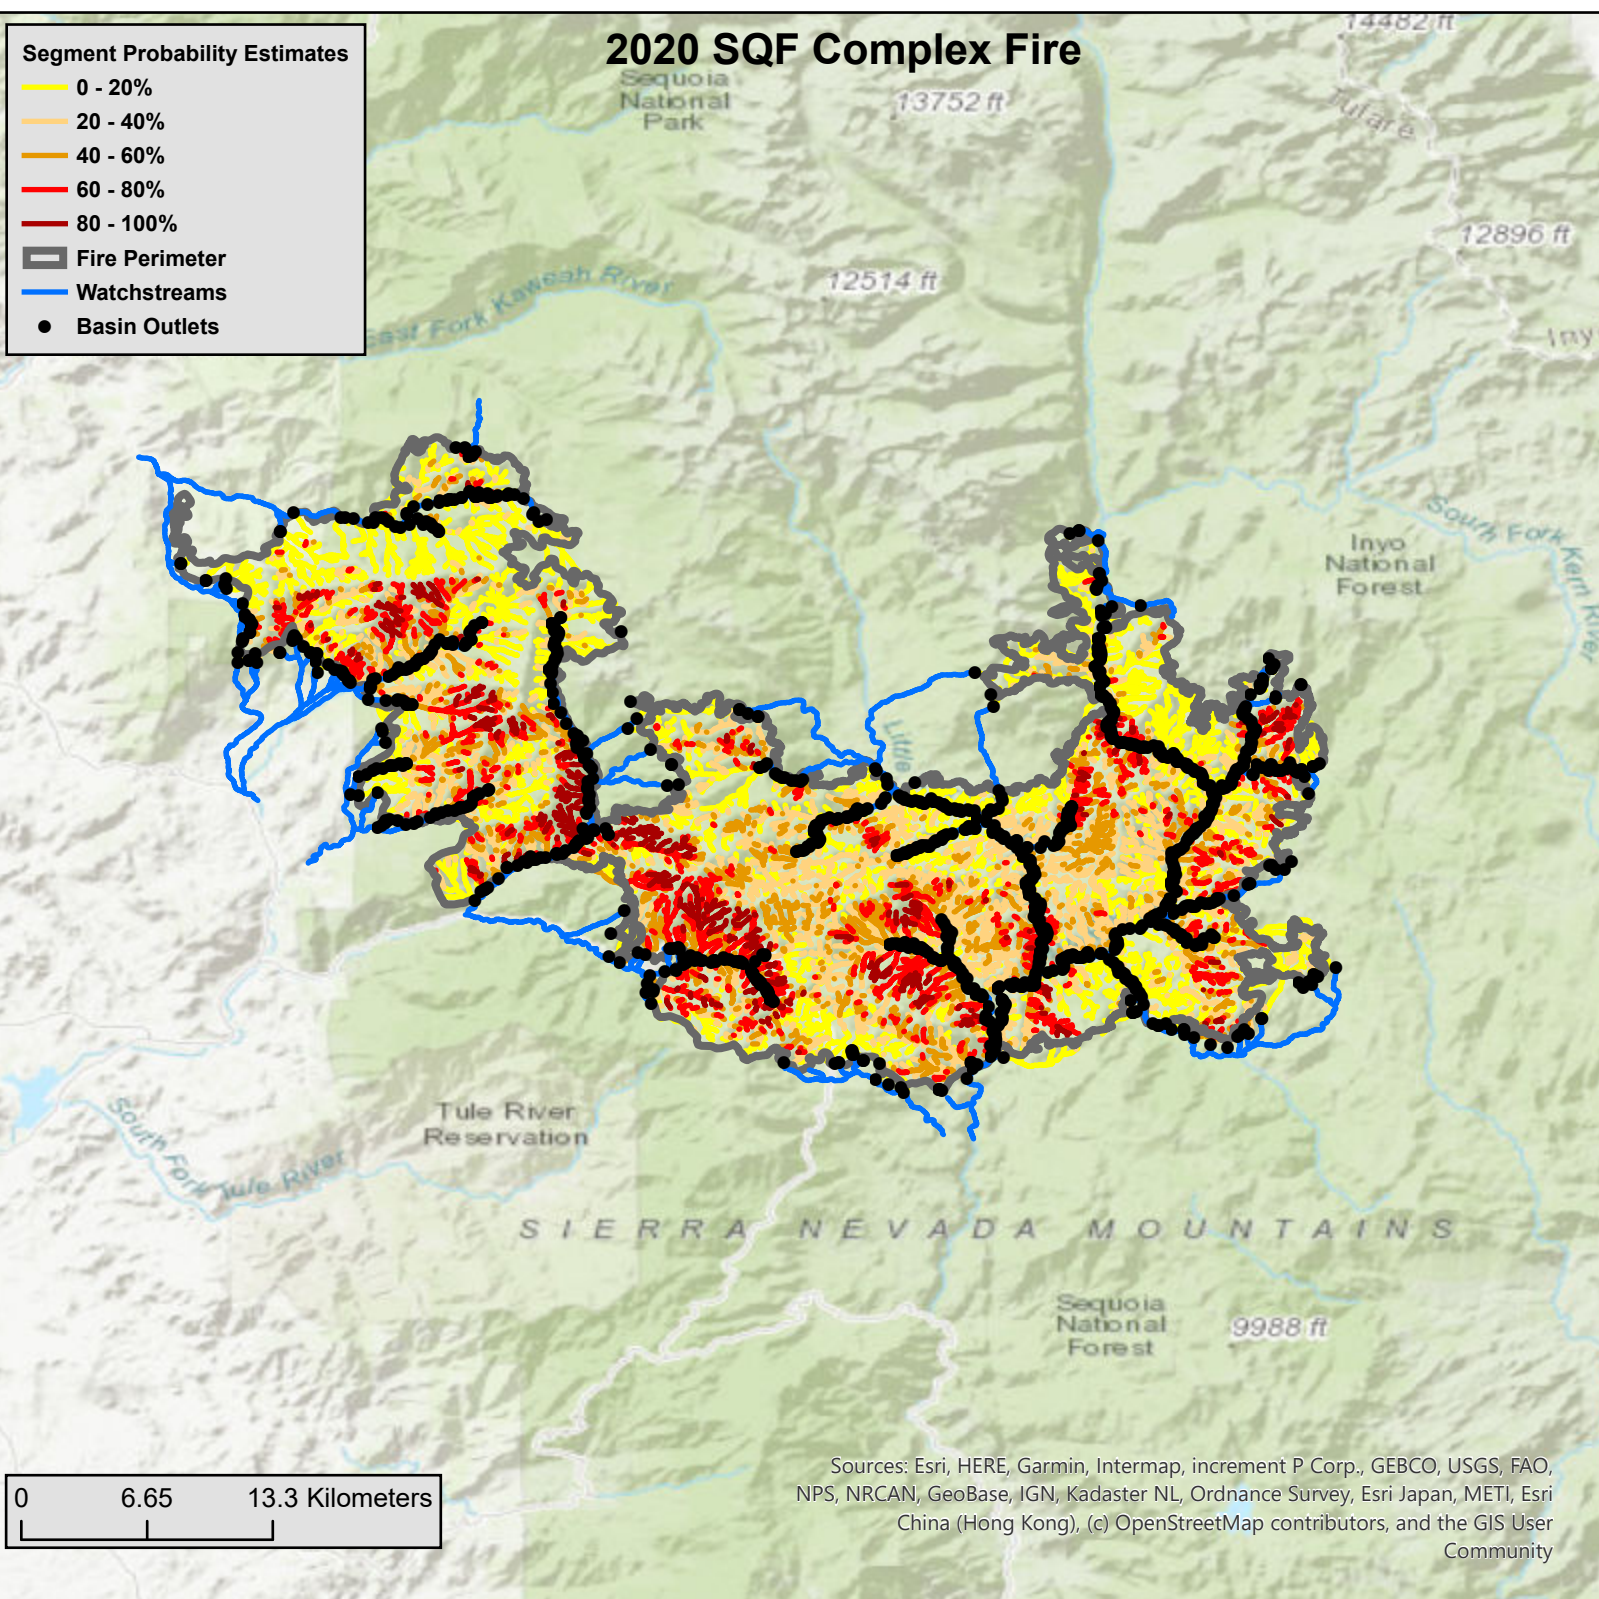 2020 SQF Complex Fire
Segment Probability Estimates
0 - 20%
20 - 40%
40 - 60%
60 - 80%
80 - 100%
Fire Perimeter
Watchstreams
Basin Outlets
Sequoia
National
Park
13752 ft
14482 ft
Tulare
12896 ft
12514 ft
East Fork Kaweah River
Inyo
South Fork Kern River
Inyo
National
Forest
Little
Tule River
Reservation
South Fork Tule River
SIERRA NEVADA MOUNTAINS
Sequoia
National
Forest
9988 ft
0 6.65 13.3 Kilometers
Sources: Esri, HERE, Garmin, Intermap, increment P Corp., GEBCO, USGS, FAO,
NPS, NRCAN, GeoBase, IGN, Kadaster NL, Ordnance Survey, Esri Japan, METI, Esri
China (Hong Kong), (c) OpenStreetMap contributors, and the GIS User
Community